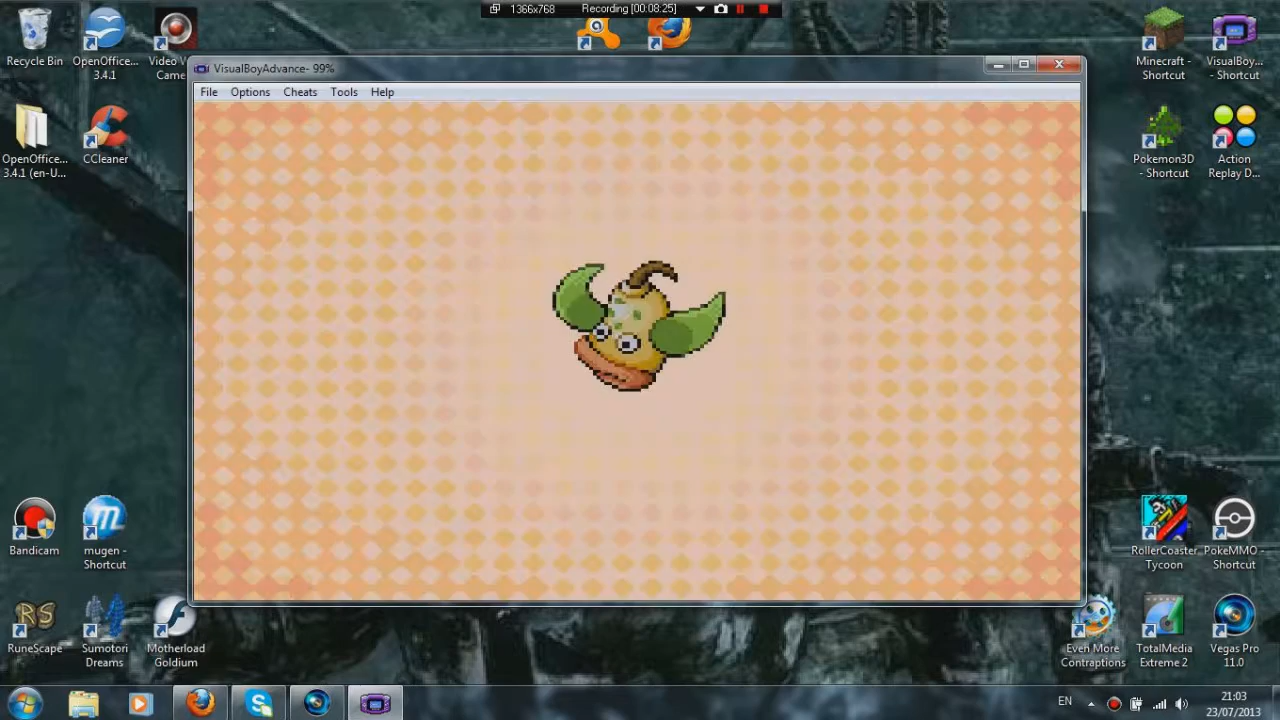 1366x768
Recording [00:08:25]
Recycle Bin
OpenOffice...
3.4.1
Video V
Came
Minecraft -
Shortcut
VisualBoy...
- Shortcut
VisualBoyAdvance- 99%
File
Options
Cheats
Tools
Help
OpenOffice...
3.4.1 (en-U...
CCleaner
Pokemon3D
- Shortcut
Action
Replay D...
Bandicam
mugen -
Shortcut
RollerCoaster
Tycoon
PokeMMO -
Shortcut
RS
RuneScape
Sumotori
Dreams
Motherload
Goldium
Even More
Contraptions
TotalMedia
Extreme 2
Vegas Pro
11.0
EN
21:03
23/07/2013